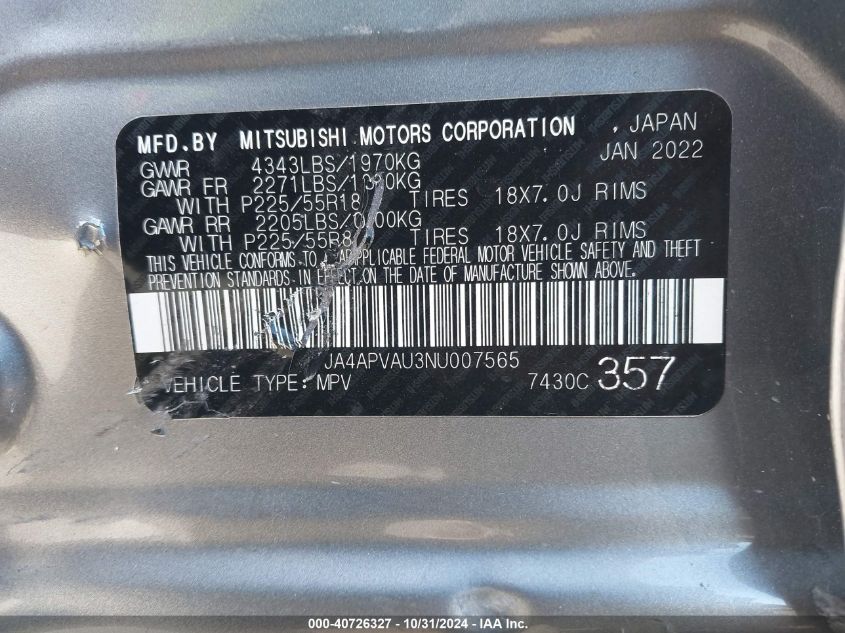 MFD.BY MITSUBISHI MOTORS CORPORATION , JAPAN
GVWR 4343LBS/1970KG JAN 2022
GAWR FR 2271LBS/
WITH P225/55R18 TIRES 18X7.0J RIMS
GAWR RR 2205LBS/
WITH P225/55R TIRES 18X7.0J RIMS
THIS VEHICLE CONFORMS TO APPLICABLE FEDERAL MOTOR VEHICLE SAFETY AND THEFT
PREVENTION STANDARDS IN EFFECT ON THE DATE OF MANUFACTURE SHOWN ABOVE.
JA4APVAU3NU007565
VEHICLE TYPE: MPV 7430C 357
000-40726327 - 10/31/2024 - IAAI.com